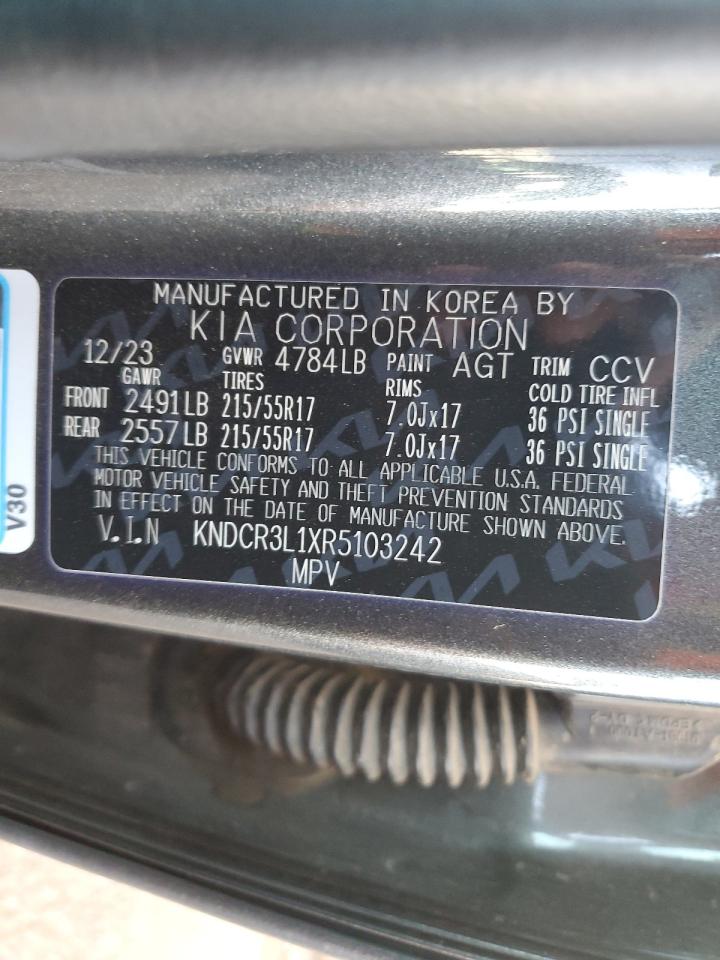 MANUFACTURED IN KOREA BY
KIA CORPORATION
12/23 GVWR 4784LB PAINT AGT TRIM CCV
GAWR TIRES RIMS COLD TIRE INFL
FRONT 2491LB 215/55R17 7.0Jx17 36 PSI SINGLE
REAR 2557LB 215/55R17 7.0Jx17 36 PSI SINGLE
THIS VEHICLE CONFORMS TO ALL APPLICABLE U.S.A. FEDERAL
MOTOR VEHICLE SAFETY AND THEFT PREVENTION STANDARDS
IN EFFECT ON THE DATE OF MANUFACTURE SHOWN ABOVE.
V.I.N KNDCR3L1XR5103242
MPV
V30